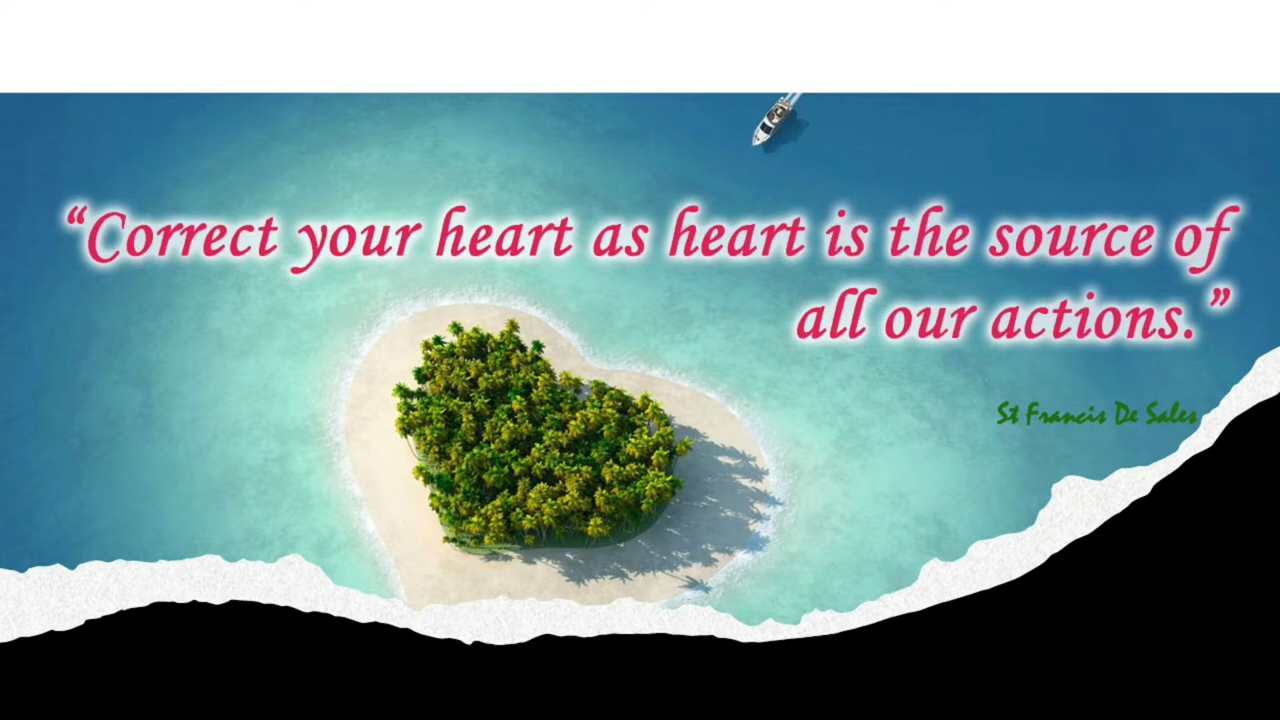 “Correct your heart as heart is the source of
all our actions.”
St Francis De Sales